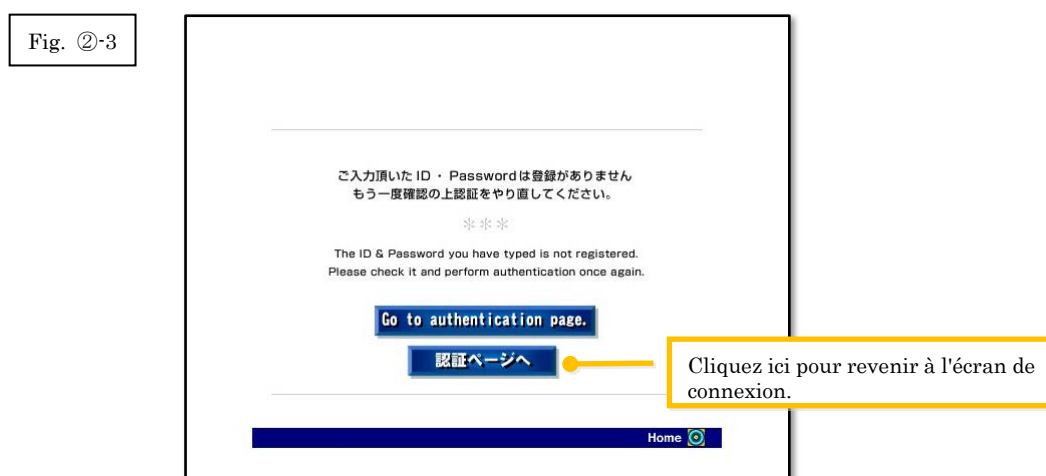 Fig. ②-3
ご入力頂いた ID ・ Passwordは登録がありません
もう一度確認の上認証をやり直してください。
＊＊＊
The ID & Password you have typed is not registered.
Please check it and perform authentication once again.
Go to authentication page.
認証ページへ
Cliquez ici pour revenir à l'écran de
connexion.
Home